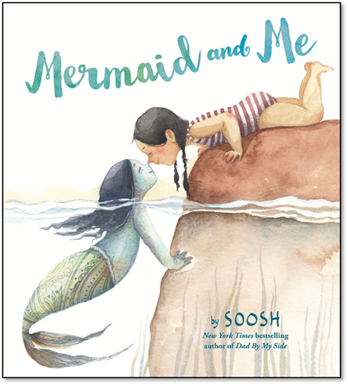 Mermaid and Me
by SOOSH
New York Times bestselling
author of Dad By My Side